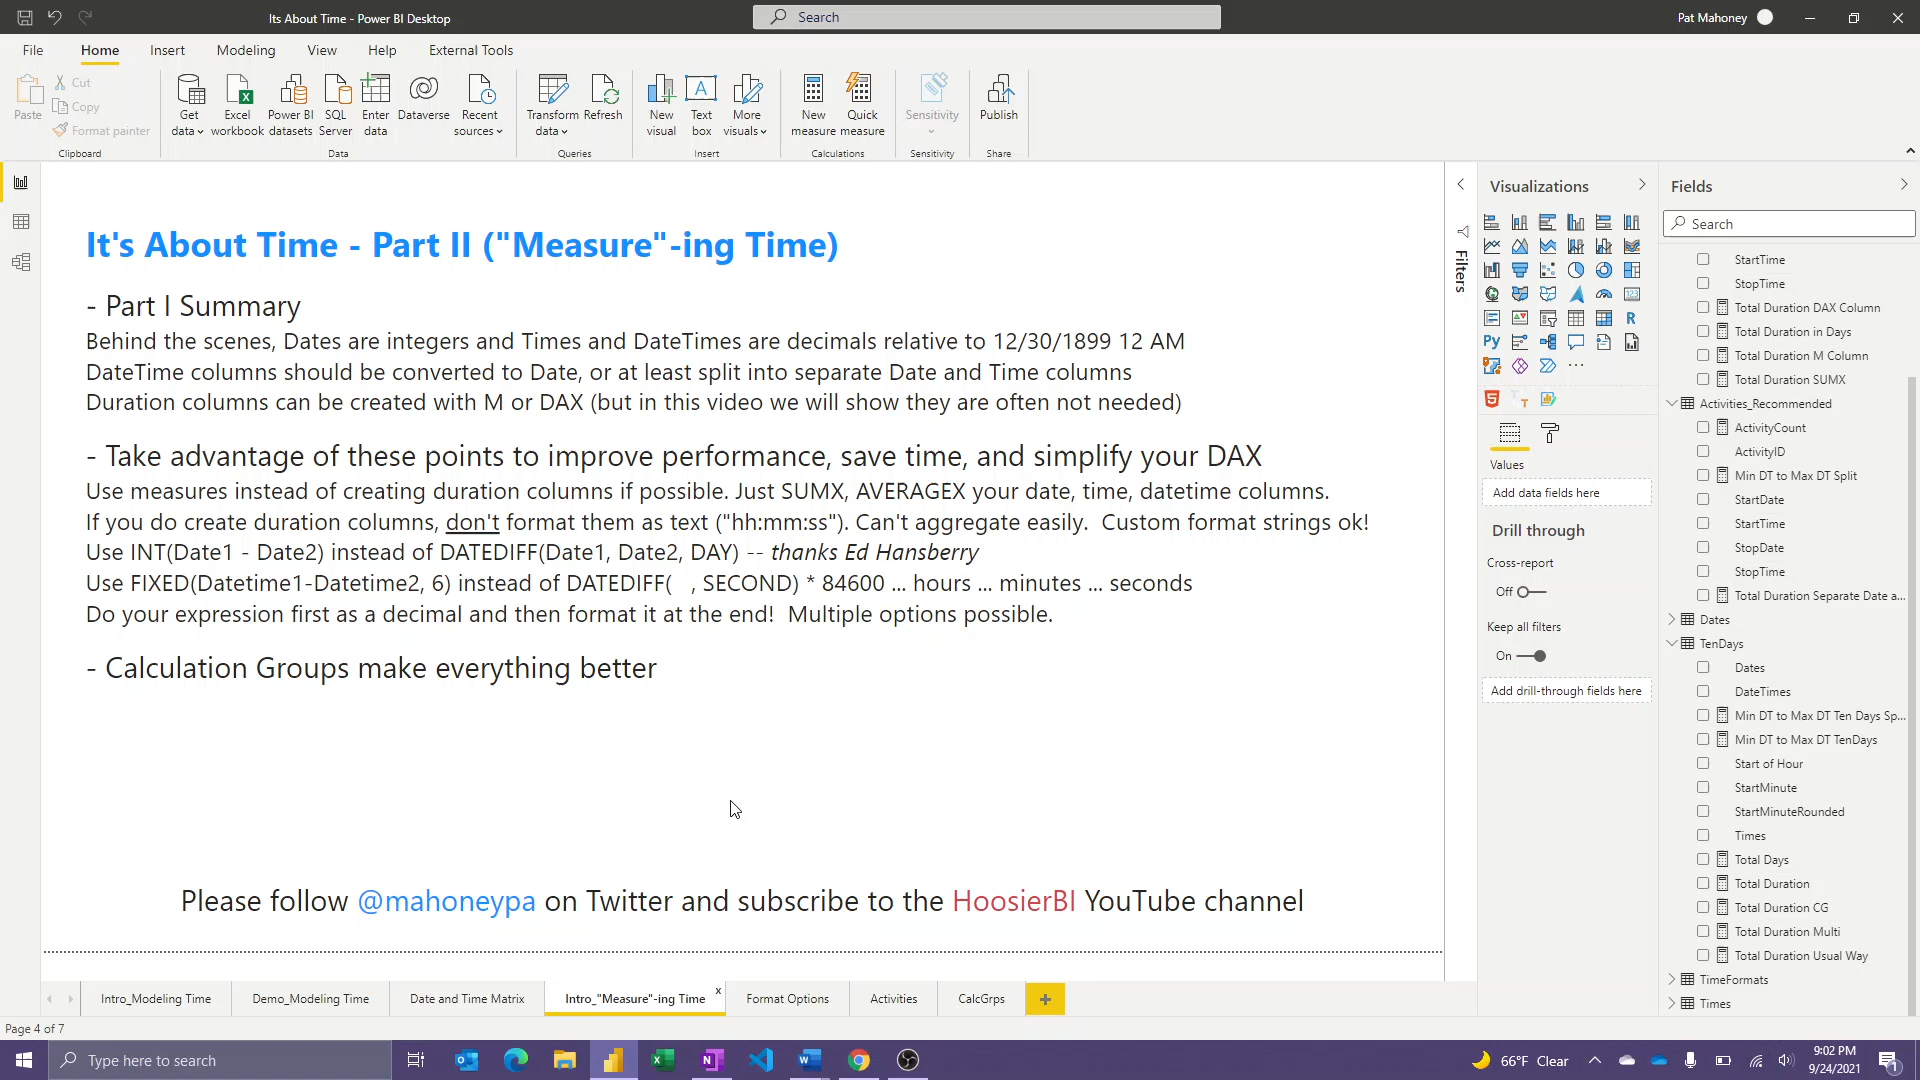 Its About Time - Power BI Desktop
Search
Pat Mahoney
File Home Insert Modeling View Help External Tools
Paste
Cut
Copy
Format painter
Clipboard
Get data
Excel workbook
Power BI datasets
SQL Server
Enter data
Dataverse
Recent sources
Data
Transform data
Refresh
Queries
New visual
Text box
More visuals
Insert
New measure
Quick measure
Calculations
Sensitivity
Sensitivity
Publish
Share
It's About Time - Part II ("Measure"-ing Time)
- Part I Summary
Behind the scenes, Dates are integers and Times and DateTimes are decimals relative to 12/30/1899 12 AM
DateTime columns should be converted to Date, or at least split into separate Date and Time columns
Duration columns can be created with M or DAX (but in this video we will show they are often not needed)
- Take advantage of these points to improve performance, save time, and simplify your DAX
Use measures instead of creating duration columns if possible. Just SUMX, AVERAGEX your date, time, datetime columns.
If you do create duration columns, don't format them as text ("hh:mm:ss"). Can't aggregate easily.  Custom format strings ok!
Use INT(Date1 - Date2) instead of DATEDIFF(Date1, Date2, DAY) -- thanks Ed Hansberry
Use FIXED(Datetime1-Datetime2, 6) instead of DATEDIFF(   , SECOND) * 84600 ... hours ... minutes ... seconds
Do your expression first as a decimal and then format it at the end!  Multiple options possible.
- Calculation Groups make everything better
Please follow @mahoneypa on Twitter and subscribe to the HoosierBI YouTube channel
Filters
Visualizations
123
R
Py
Values
Add data fields here
Drill through
Cross-report
Off
Keep all filters
On
Add drill-through fields here
Fields
Search
StartTime
StopTime
Total Duration DAX Column
Total Duration in Days
Total Duration M Column
Total Duration SUMX
Activities_Recommended
ActivityCount
ActivityID
Min DT to Max DT Split
StartDate
StartTime
StopDate
StopTime
Total Duration Separate Date a...
Dates
TenDays
Dates
DateTimes
Min DT to Max DT Ten Days Sp...
Min DT to Max DT TenDays
Start of Hour
StartMinute
StartMinuteRounded
Times
Total Days
Total Duration
Total Duration CG
Total Duration Multi
Total Duration Usual Way
TimeFormats
Times
Intro_Modeling Time
Demo_Modeling Time
Date and Time Matrix
Intro_"Measure"-ing Time x
Format Options
Activities
CalcGrps
+
Page 4 of 7
Type here to search
66°F Clear
9:02 PM
9/24/2021
1